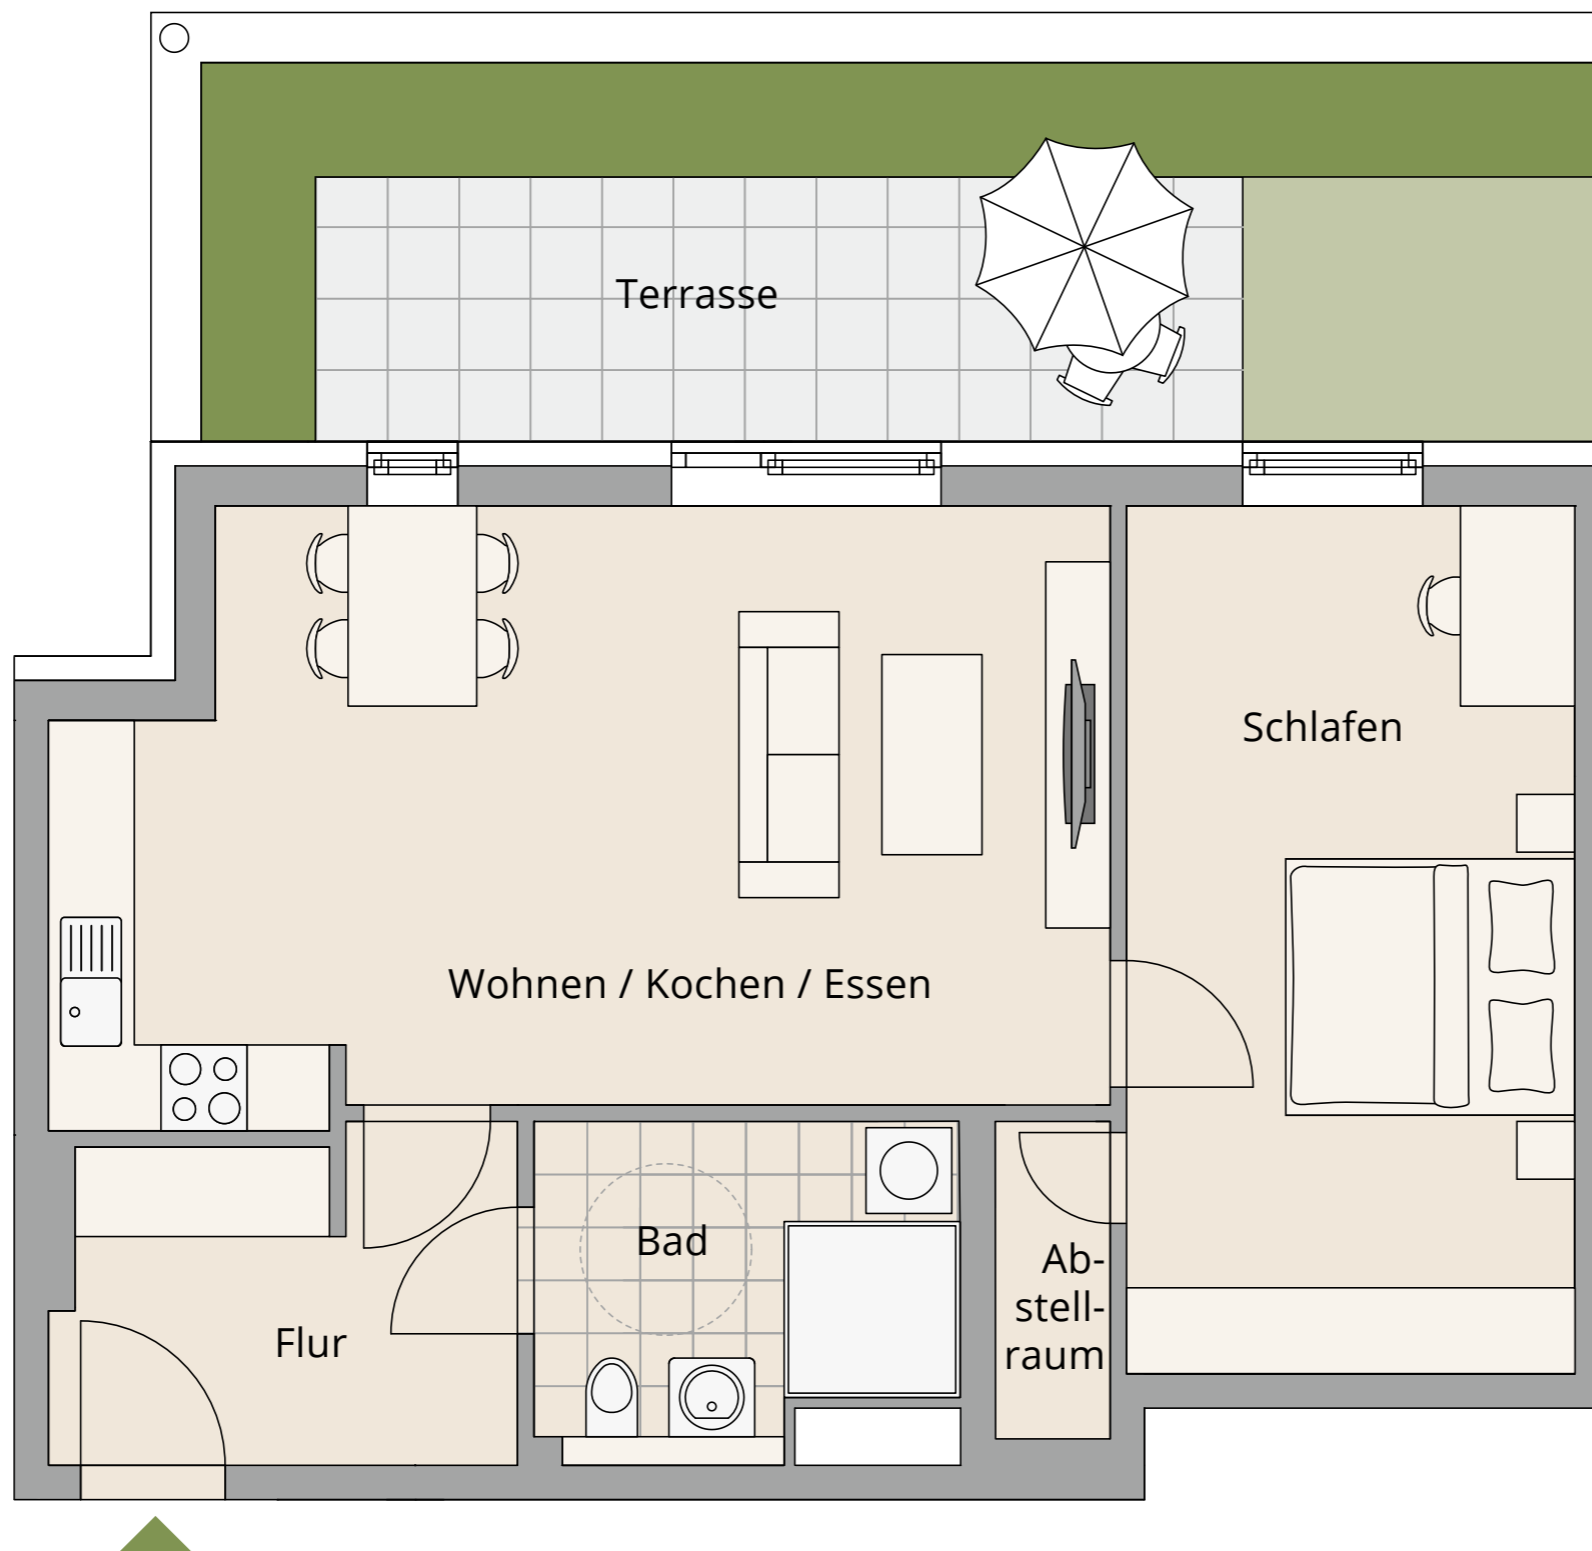 Terrasse
Schlafen
Wohnen / Kochen / Essen
Bad
Ab-
stell-
raum
Flur